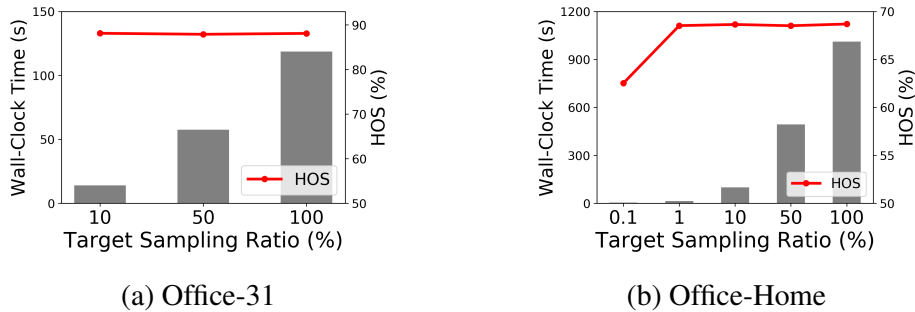 150
100
50
0
Wall-Clock Time (s)
90
80
70
60
50
HOS (%)
HOS
10 50 100
Target Sampling Ratio (%)
(a) Office-31
1200
900
600
300
0
Wall-Clock Time (s)
70
65
60
55
50
HOS (%)
HOS
0.1 1 10 50 100
Target Sampling Ratio (%)
(b) Office-Home